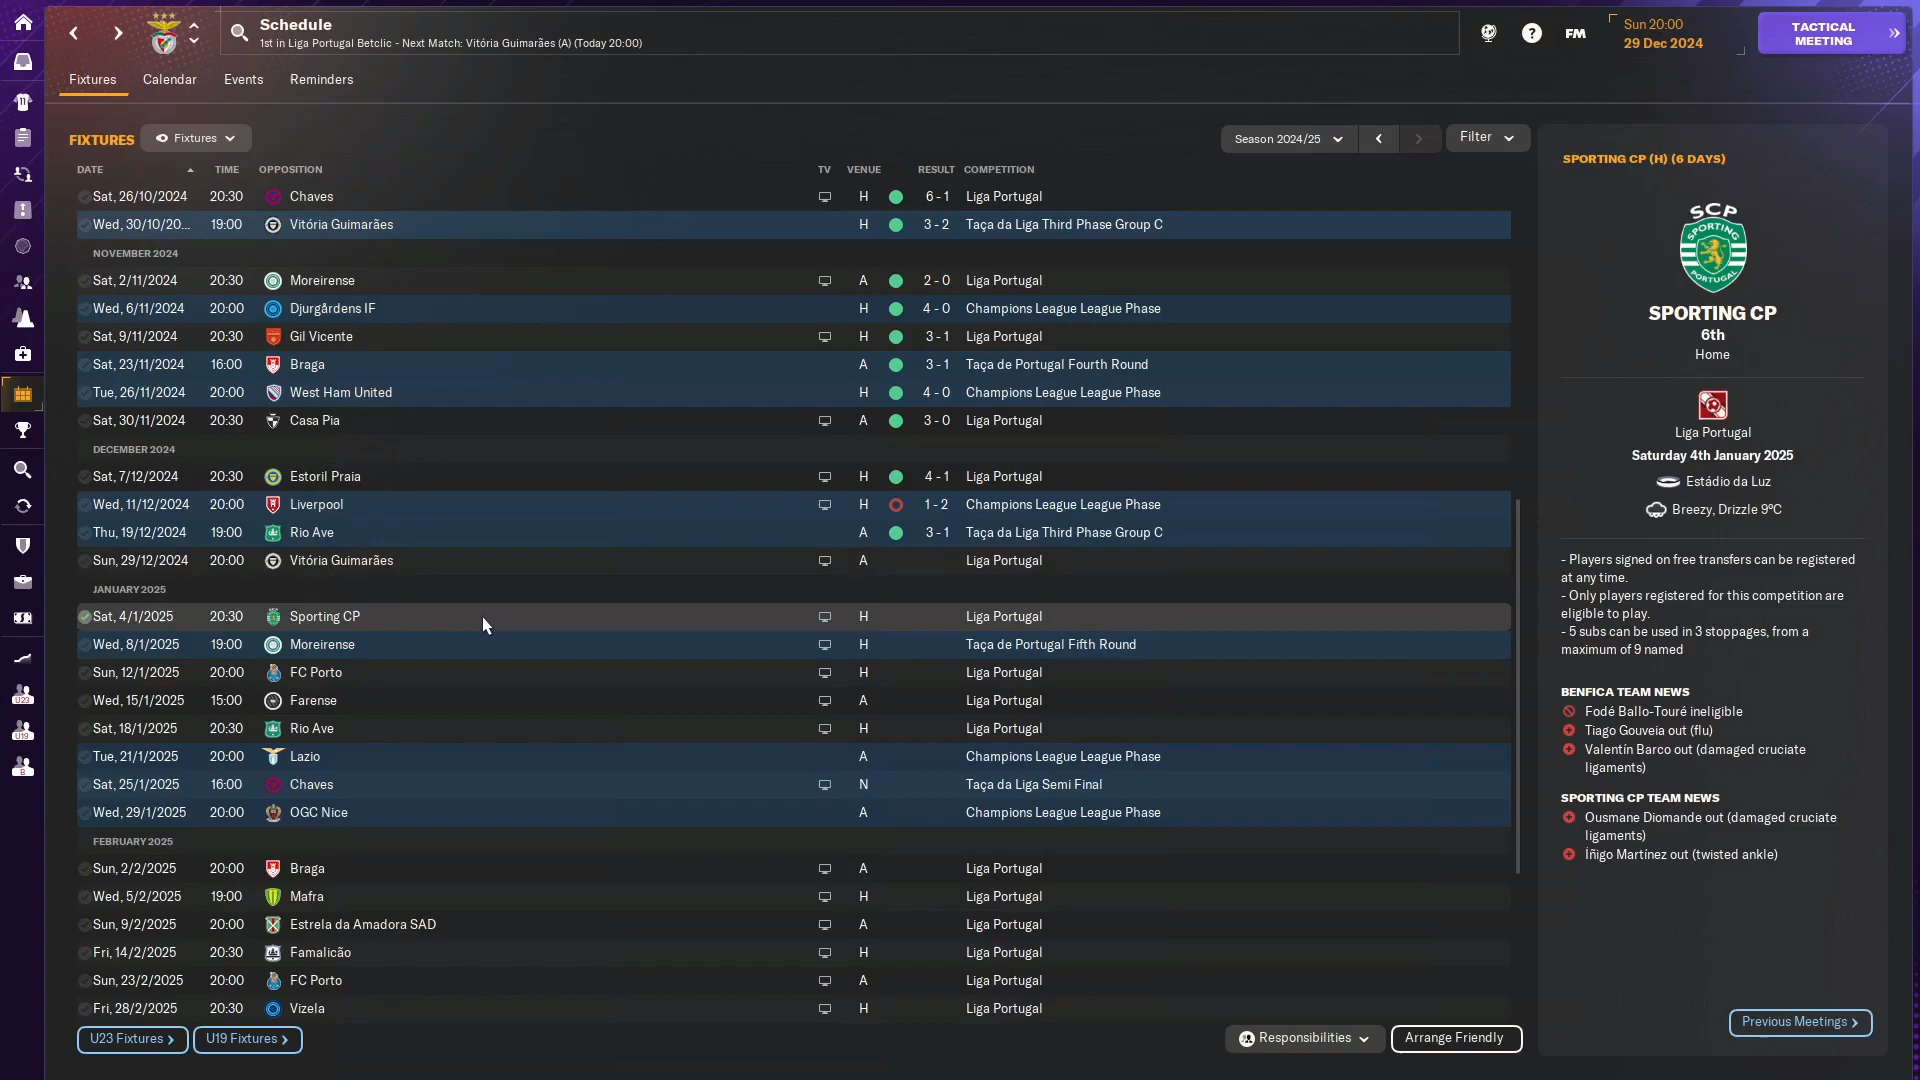 Schedule
1st in Liga Portugal Betclic - Next Match: Vitória Guimarães (A) (Today 20:00)
FM
Sun 20:00
29 Dec 2024
TACTICAL
MEETING
Fixtures Calendar Events Reminders
FIXTURES Fixtures
Season 2024/25 Filter
DATE TIME OPPOSITION TV VENUE RESULT COMPETITION
Sat, 26/10/2024 20:30 Chaves H 6 - 1 Liga Portugal
Wed, 30/10/20... 19:00 Vitória Guimarães H 3 - 2 Taça da Liga Third Phase Group C
NOVEMBER 2024
Sat, 2/11/2024 20:30 Moreirense A 2 - 0 Liga Portugal
Wed, 6/11/2024 20:00 Djurgårdens IF H 4 - 0 Champions League League Phase
Sat, 9/11/2024 20:30 Gil Vicente H 3 - 1 Liga Portugal
Sat, 23/11/2024 16:00 Braga A 3 - 1 Taça de Portugal Fourth Round
Tue, 26/11/2024 20:00 West Ham United H 4 - 0 Champions League League Phase
Sat, 30/11/2024 20:30 Casa Pia A 3 - 0 Liga Portugal
DECEMBER 2024
Sat, 7/12/2024 20:30 Estoril Praia H 4 - 1 Liga Portugal
Wed, 11/12/2024 20:00 Liverpool H 1 - 2 Champions League League Phase
Thu, 19/12/2024 19:00 Rio Ave A 3 - 1 Taça da Liga Third Phase Group C
Sun, 29/12/2024 20:00 Vitória Guimarães A Liga Portugal
JANUARY 2025
Sat, 4/1/2025 20:30 Sporting CP H Liga Portugal
Wed, 8/1/2025 19:00 Moreirense H Taça de Portugal Fifth Round
Sun, 12/1/2025 20:00 FC Porto H Liga Portugal
Wed, 15/1/2025 15:00 Farense A Liga Portugal
Sat, 18/1/2025 20:30 Rio Ave H Liga Portugal
Tue, 21/1/2025 20:00 Lazio A Champions League League Phase
Sat, 25/1/2025 16:00 Chaves N Taça da Liga Semi Final
Wed, 29/1/2025 20:00 OGC Nice A Champions League League Phase
FEBRUARY 2025
Sun, 2/2/2025 20:00 Braga A Liga Portugal
Wed, 5/2/2025 19:00 Mafra H Liga Portugal
Sun, 9/2/2025 20:00 Estrela da Amadora SAD A Liga Portugal
Fri, 14/2/2025 20:30 Famalicão H Liga Portugal
Sun, 23/2/2025 20:00 FC Porto A Liga Portugal
Fri, 28/2/2025 20:30 Vizela H Liga Portugal
U23 Fixtures U19 Fixtures
Responsibilities Arrange Friendly
SPORTING CP (H) (6 DAYS)
SCP
SPORTING
PORTUGAL
SPORTING CP
6th
Home
Liga Portugal
Saturday 4th January 2025
Estádio da Luz
Breezy, Drizzle 9ºC
- Players signed on free transfers can be registered
at any time.
- Only players registered for this competition are
eligible to play.
- 5 subs can be used in 3 stoppages, from a
maximum of 9 named
BENFICA TEAM NEWS
Fodé Ballo-Touré ineligible
Tiago Gouveia out (flu)
Valentín Barco out (damaged cruciate
ligaments)
SPORTING CP TEAM NEWS
Ousmane Diomande out (damaged cruciate
ligaments)
Íñigo Martínez out (twisted ankle)
Previous Meetings
U23
U19
B